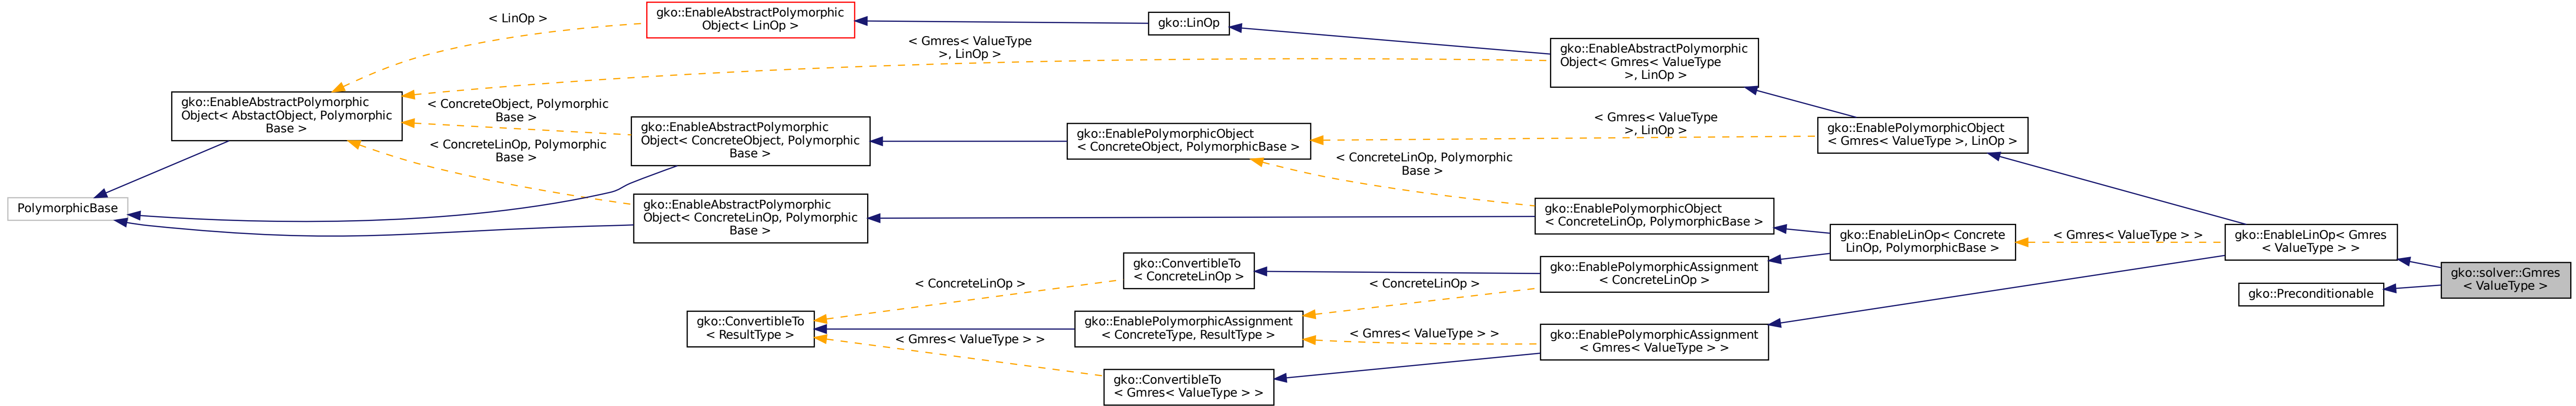 gko::EnableAbstractPolymorphic
Object< LinOp >
< LinOp >
gko::LinOp
< Gmres< ValueType
>, LinOp >
gko::EnableAbstractPolymorphic
Object< Gmres< ValueType
>, LinOp >
gko::EnableAbstractPolymorphic
Object< AbstactObject, Polymorphic
Base >
< ConcreteObject, Polymorphic
Base >
< ConcreteLinOp, Polymorphic
Base >
gko::EnableAbstractPolymorphic
Object< ConcreteObject, Polymorphic
Base >
gko::EnablePolymorphicObject
< ConcreteObject, PolymorphicBase >
< Gmres< ValueType
>, LinOp >
gko::EnablePolymorphicObject
< Gmres< ValueType >, LinOp >
< ConcreteLinOp, Polymorphic
Base >
PolymorphicBase
gko::EnableAbstractPolymorphic
Object< ConcreteLinOp, Polymorphic
Base >
gko::EnablePolymorphicObject
< ConcreteLinOp, PolymorphicBase >
gko::EnableLinOp< Concrete
LinOp, PolymorphicBase >
< Gmres< ValueType > >
gko::EnableLinOp< Gmres
< ValueType > >
gko::solver::Gmres
< ValueType >
gko::Preconditionable
gko::ConvertibleTo
< ConcreteLinOp >
gko::EnablePolymorphicAssignment
< ConcreteLinOp >
< ConcreteLinOp >
< ConcreteLinOp >
gko::ConvertibleTo
< ResultType >
gko::EnablePolymorphicAssignment
< ConcreteType, ResultType >
< Gmres< ValueType > >
< Gmres< ValueType > >
gko::EnablePolymorphicAssignment
< Gmres< ValueType > >
gko::ConvertibleTo
< Gmres< ValueType > >